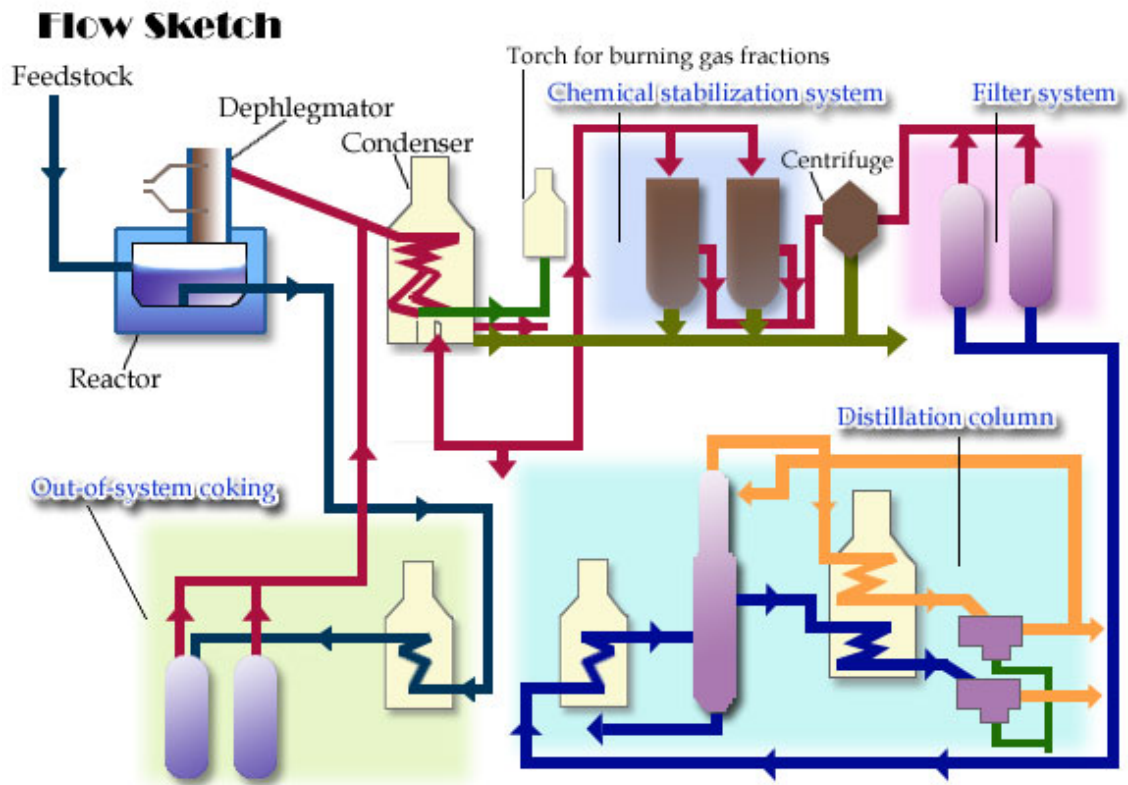 Flow Sketch
Torch for burning gas fractions
Feedstock
Chemical stabilization system
Filter system
Dephlegmator
Condenser
Centrifuge
Reactor
Distillation column
Out-of-system coking